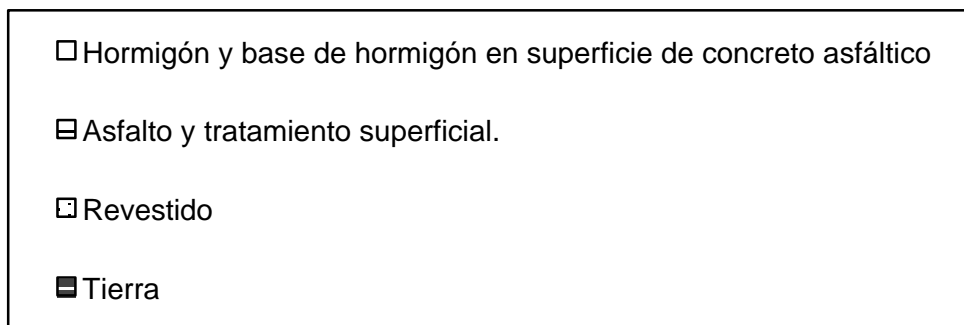 Hormigón y base de hormigón en superficie de concreto asfáltico
Asfalto y tratamiento superficial.
Revestido
Tierra